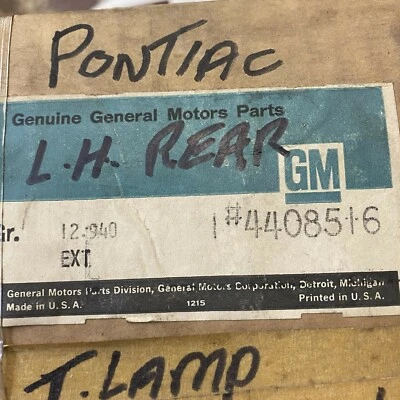 PONTIAC
Genuine General Motors Parts
L.H. REAR
GM
Gr. 12.940 1 #4408516
EXT
General Motors Parts Division, General Motors Corporation, Detroit, Michigan
Made in U.S.A. 1215 Printed in U.S.A.
T. LAMP